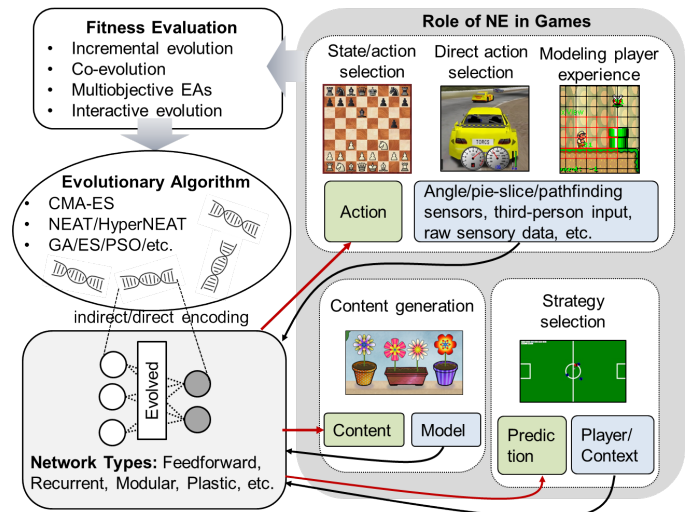 Fitness Evaluation
• Incremental evolution
• Co-evolution
• Multiobjective EAs
• Interactive evolution
Evolutionary Algorithm
• CMA-ES
• NEAT/HyperNEAT
• GA/ES/PSO/etc.
indirect/direct encoding
Evolved
Network Types: Feedforward,
Recurrent, Modular, Plastic, etc.
Role of NE in Games
State/action
selection
Direct action
selection
Modeling player
experience
TORCS
Action
Angle/pie-slice/pathfinding
sensors, third-person input,
raw sensory data, etc.
Content generation
Content
Model
Strategy
selection
Predic
tion
Player/
Context